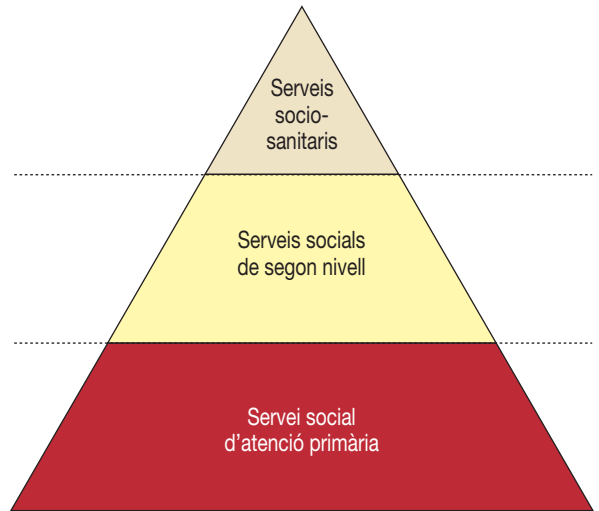 Serveis
socio-
sanitaris
Serveis socials
de segon nivell
Servei social
d’atenció primària